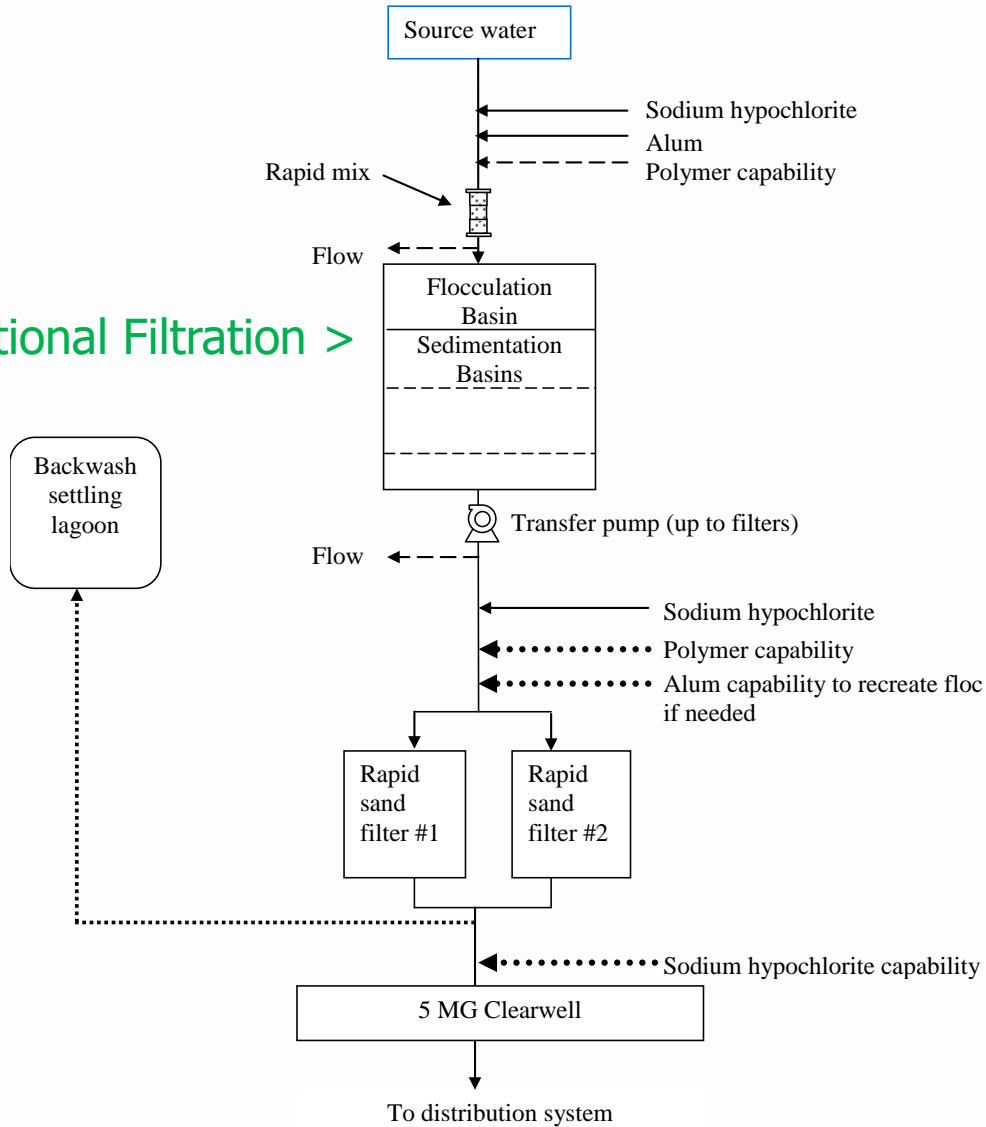 Source water
Sodium hypochlorite
Alum
Polymer capability
Rapid mix
Flow
Flocculation
Basin
tional Filtration >
Sedimentation
Basins
Backwash
settling
lagoon
Transfer pump (up to filters)
Flow
Sodium hypochlorite
Polymer capability
Alum capability to recreate floc
if needed
Rapid
sand
filter #1
Rapid
sand
filter #2
Sodium hypochlorite capability
5 MG Clearwell
To distribution system